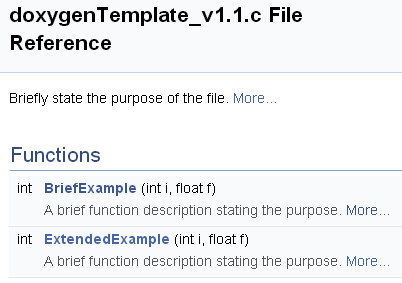 doxygenTemplate_v1.1.c File
Reference
Briefly state the purpose of the file. More...
Functions
int BriefExample (int i, float f)
A brief function description stating the purpose. More...
int ExtendedExample (int i, float f)
A brief function description stating the purpose. More...